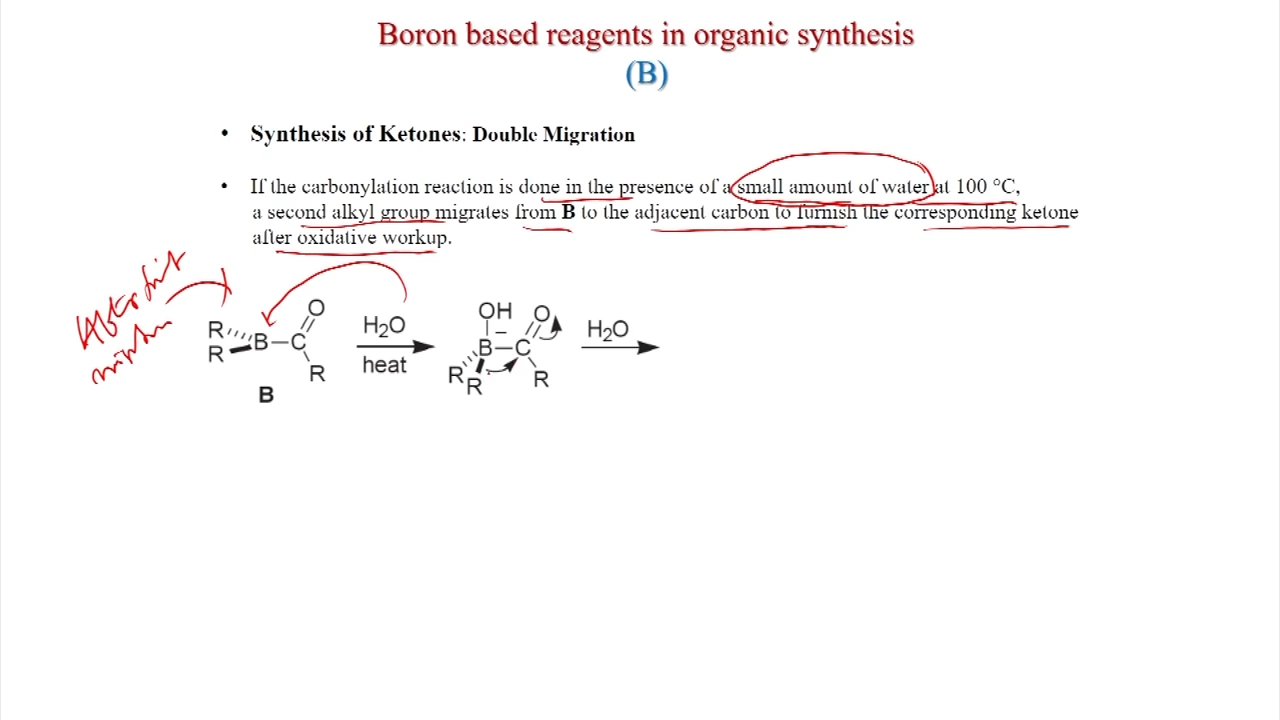 Boron based reagents in organic synthesis
(B)
• Synthesis of Ketones: Double Migration
• If the carbonylation reaction is done in the presence of a small amount of water at 100 °C,
a second alkyl group migrates from B to the adjacent carbon to furnish the corresponding ketone
after oxidative workup.
After first
R R B C O R
B
H₂O
heat
OH B − C O R R R
H₂O